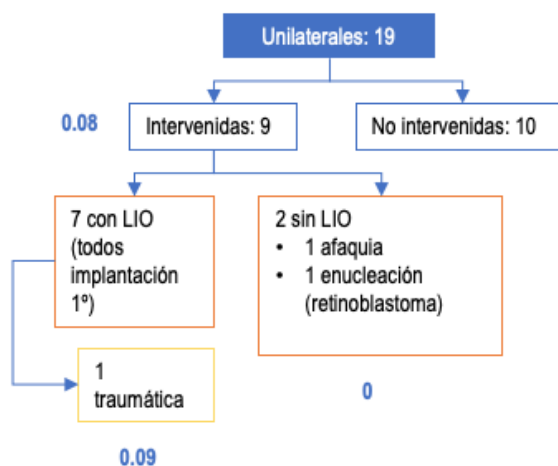 Unilaterales: 19
0.08
Intervenidas: 9
No intervenidas: 10
7 con LIO
(todos
implantación
1º)
2 sin LIO
• 1 afaquia
• 1 enucleación
(retinoblastoma)
1
traumática
0
0.09